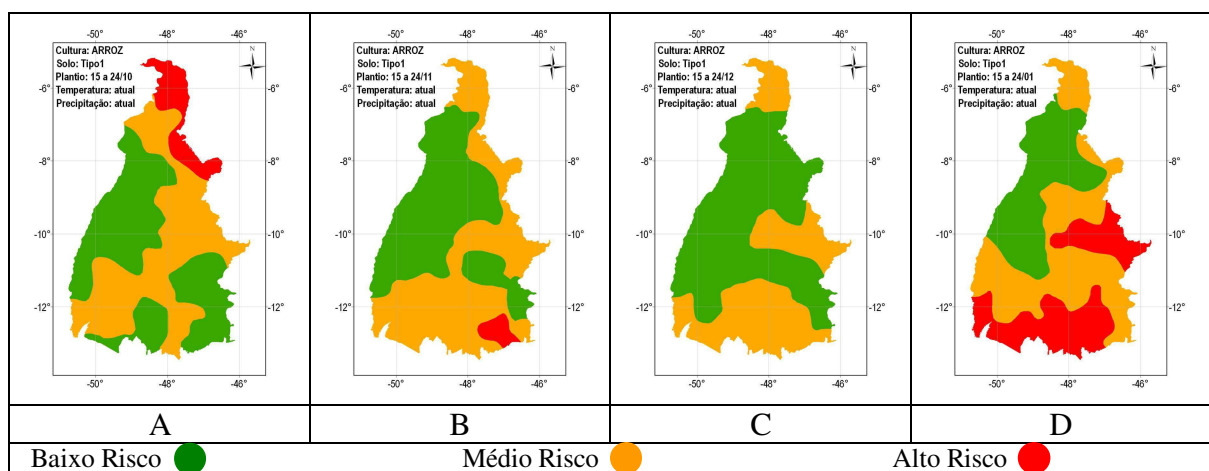 -50° -48° -46°
Cultura: ARROZ
Solo: Tipo1
Plantio: 15 a 24/10
Temperatura: atual
Precipitação: atual
N
-6° -6°
-8° -8°
-10° -10°
-12° -12°
-50° -48° -46°
A
-50° -48° -46°
Cultura: ARROZ
Solo: Tipo1
Plantio: 15 a 24/11
Temperatura: atual
Precipitação: atual
N
-6° -6°
-8° -8°
-10° -10°
-12° -12°
-50° -48° -46°
B
-50° -48° -46°
Cultura: ARROZ
Solo: Tipo1
Plantio: 15 a 24/12
Temperatura: atual
Precipitação: atual
N
-6° -6°
-8° -8°
-10° -10°
-12° -12°
-50° -48° -46°
C
-50° -48° -46°
Cultura: ARROZ
Solo: Tipo1
Plantio: 15 a 24/01
Temperatura: atual
Precipitação: atual
N
-6° -6°
-8° -8°
-10° -10°
-12° -12°
-50° -48° -46°
D
Baixo Risco Médio Risco Alto Risco